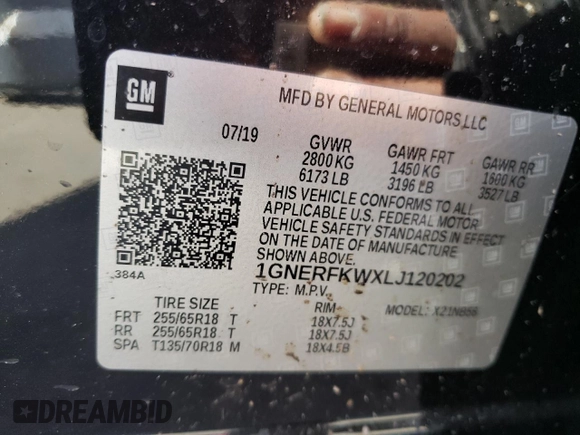 GM
MFD BY GENERAL MOTORS,LLC
07/19 GVWR GAWR FRT GAWR RR
2800 KG 1450 KG 1600 KG
6173 LB 3196 LB 3527 LB
THIS VEHICLE CONFORMS TO ALL
APPLICABLE U.S. FEDERAL MOTOR
VEHICLE SAFETY STANDARDS IN EFFECT
ON THE DATE OF MANUFACTURE
SHOWN ABOVE.
384A
1GNERFKWXLJ120202
TYPE: M.P.V. MODEL:
TIRE SIZE RIM
FRT 255/65R18 T 18X7.5J
RR 255/65R18 T 18X7.5J
SPA T135/70R18 M 18X4.5B
DREAMBID